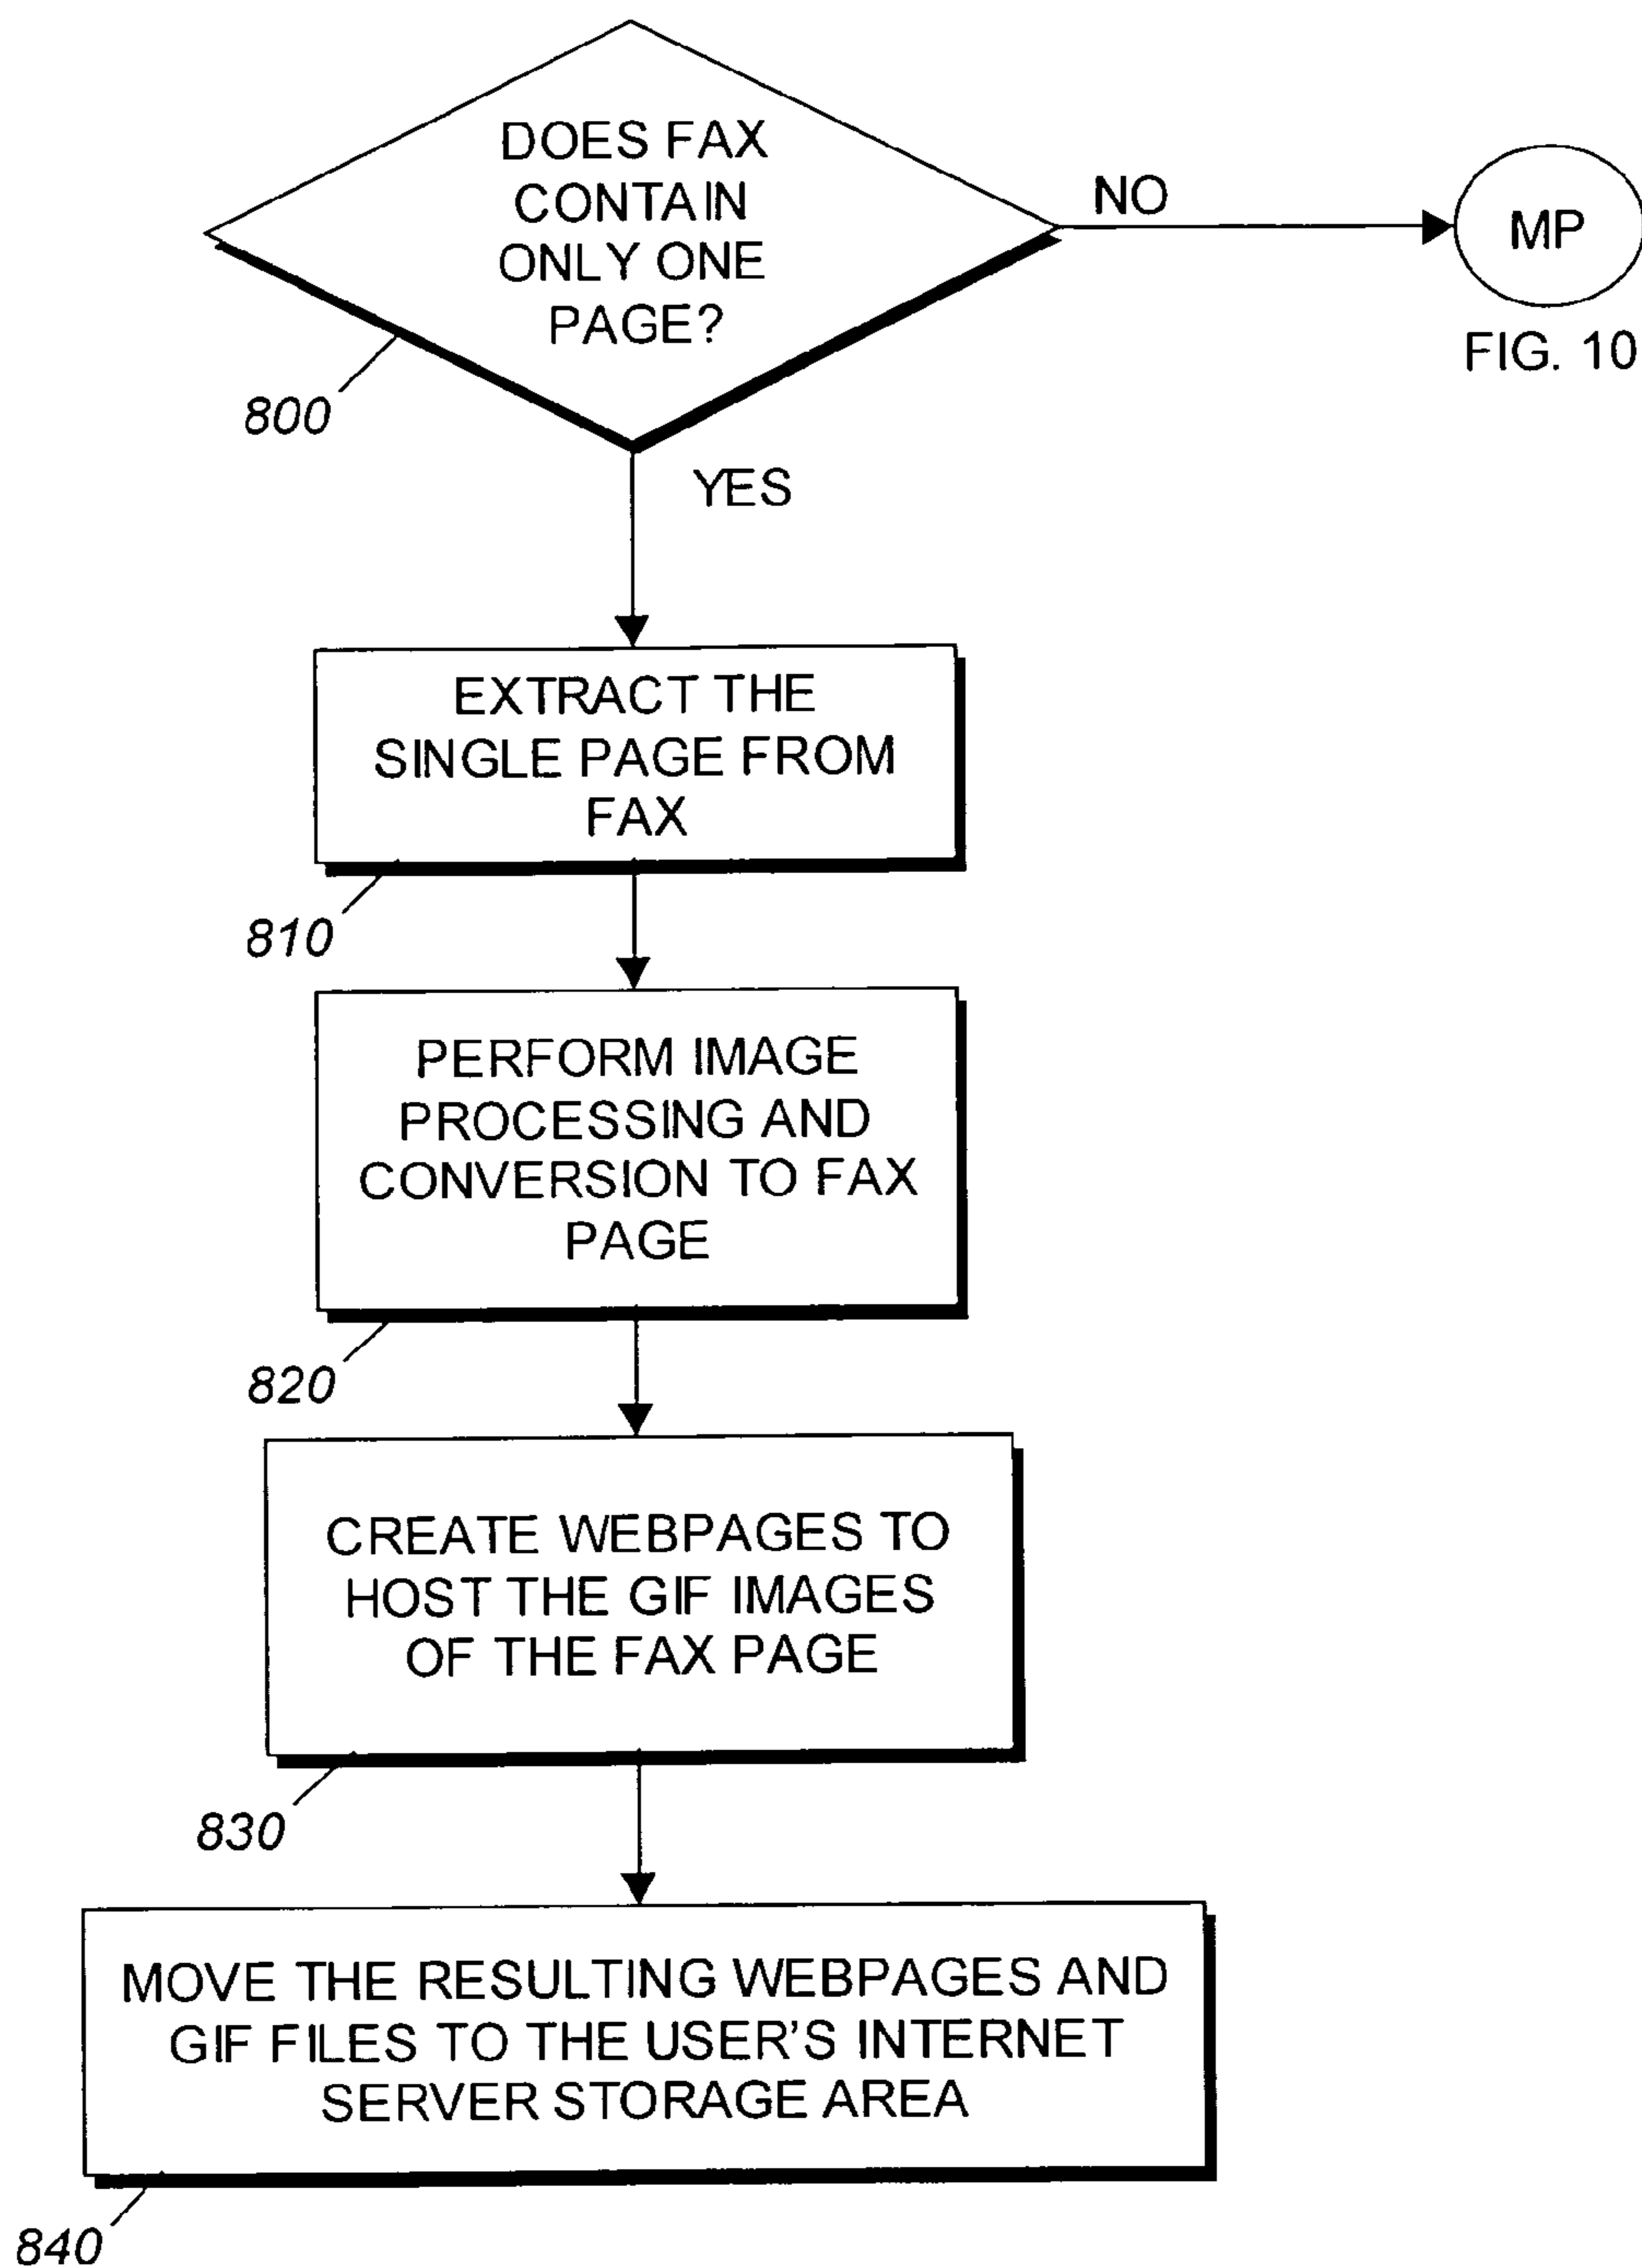 DOES FAX
CONTAIN
ONLY ONE
PAGE?
NO
MP
FIG. 10
800
YES
EXTRACT THE
SINGLE PAGE FROM
FAX
810
PERFORM IMAGE
PROCESSING AND
CONVERSION TO FAX
PAGE
820
CREATE WEBPAGES TO
HOST THE GIF IMAGES
OF THE FAX PAGE
830
MOVE THE RESULTING WEBPAGES AND
GIF FILES TO THE USER'S INTERNET
SERVER STORAGE AREA
840